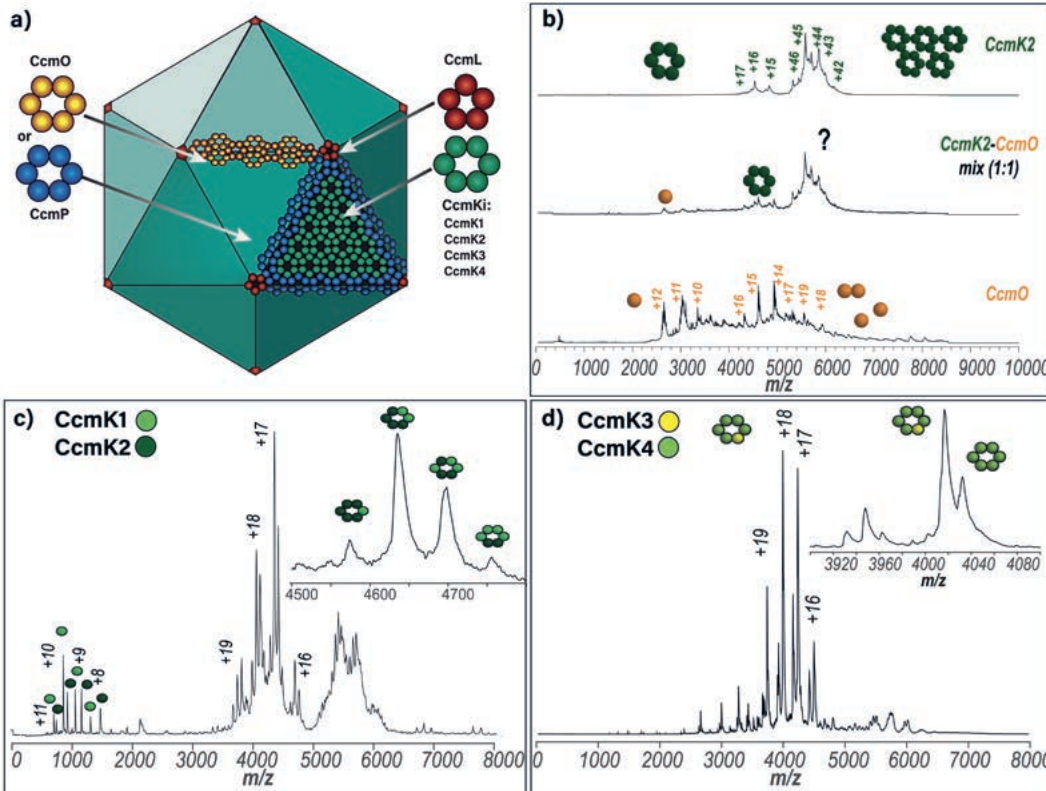 a)
CcmO
or
CcmP
CcmL
CcmKi:
CcmK1
CcmK2
CcmK3
CcmK4
b)
+17
+16
+15
+46
+45
+44
+43
+42
CcmK2
CcmK2-CcmO
mix (1:1)
?
+12
+11
+10
+16
+15
+14
+17
+19
+18
CcmO
0 1000 2000 3000 4000 5000 6000 7000 8000 9000 10000
m/z
c)
CcmK1
CcmK2
+11
+10
+9
+8
+19
+18
+17
+16
4500 4600 4700
0 1000 2000 3000 4000 5000 6000 7000 8000
m/z
d)
CcmK3
CcmK4
+19
+18
+17
+16
3920 3960 4000 4040 4080
m/z
0 1000 2000 3000 4000 5000 6000 7000 8000
m/z